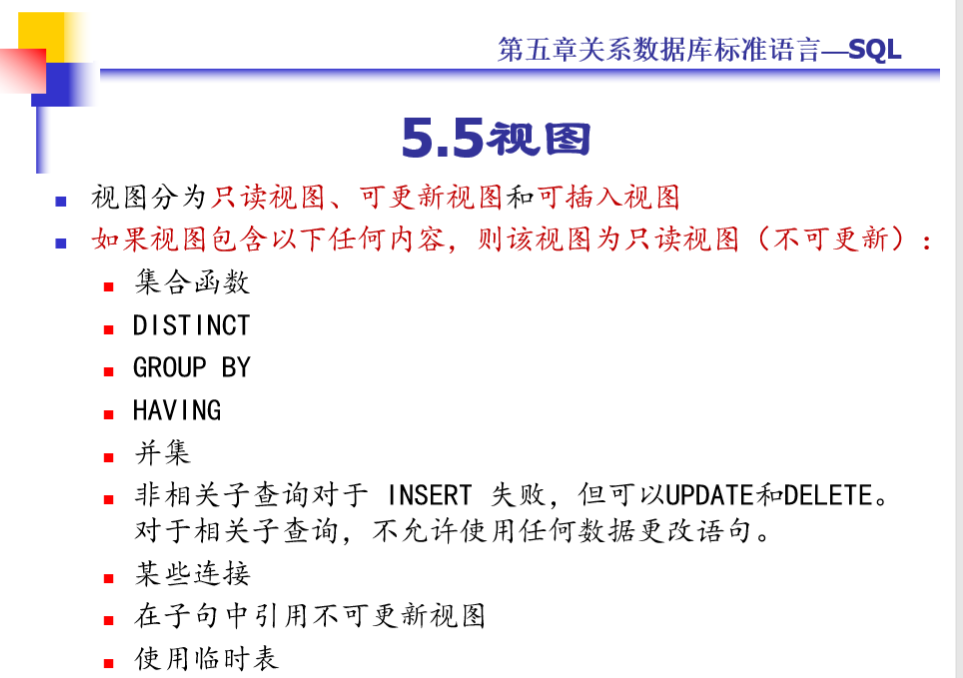 第五章关系数据库标准语言—SQL
5.5视图
视图分为只读视图、可更新视图和可插入视图
如果视图包含以下任何内容，则该视图为只读视图（不可更新）：
集合函数
DISTINCT
GROUP BY
HAVING
并集
非相关子查询对于 INSERT 失败，但可以UPDATE和DELETE。
对于相关子查询，不允许使用任何数据更改语句。
某些连接
在子句中引用不可更新视图
使用临时表